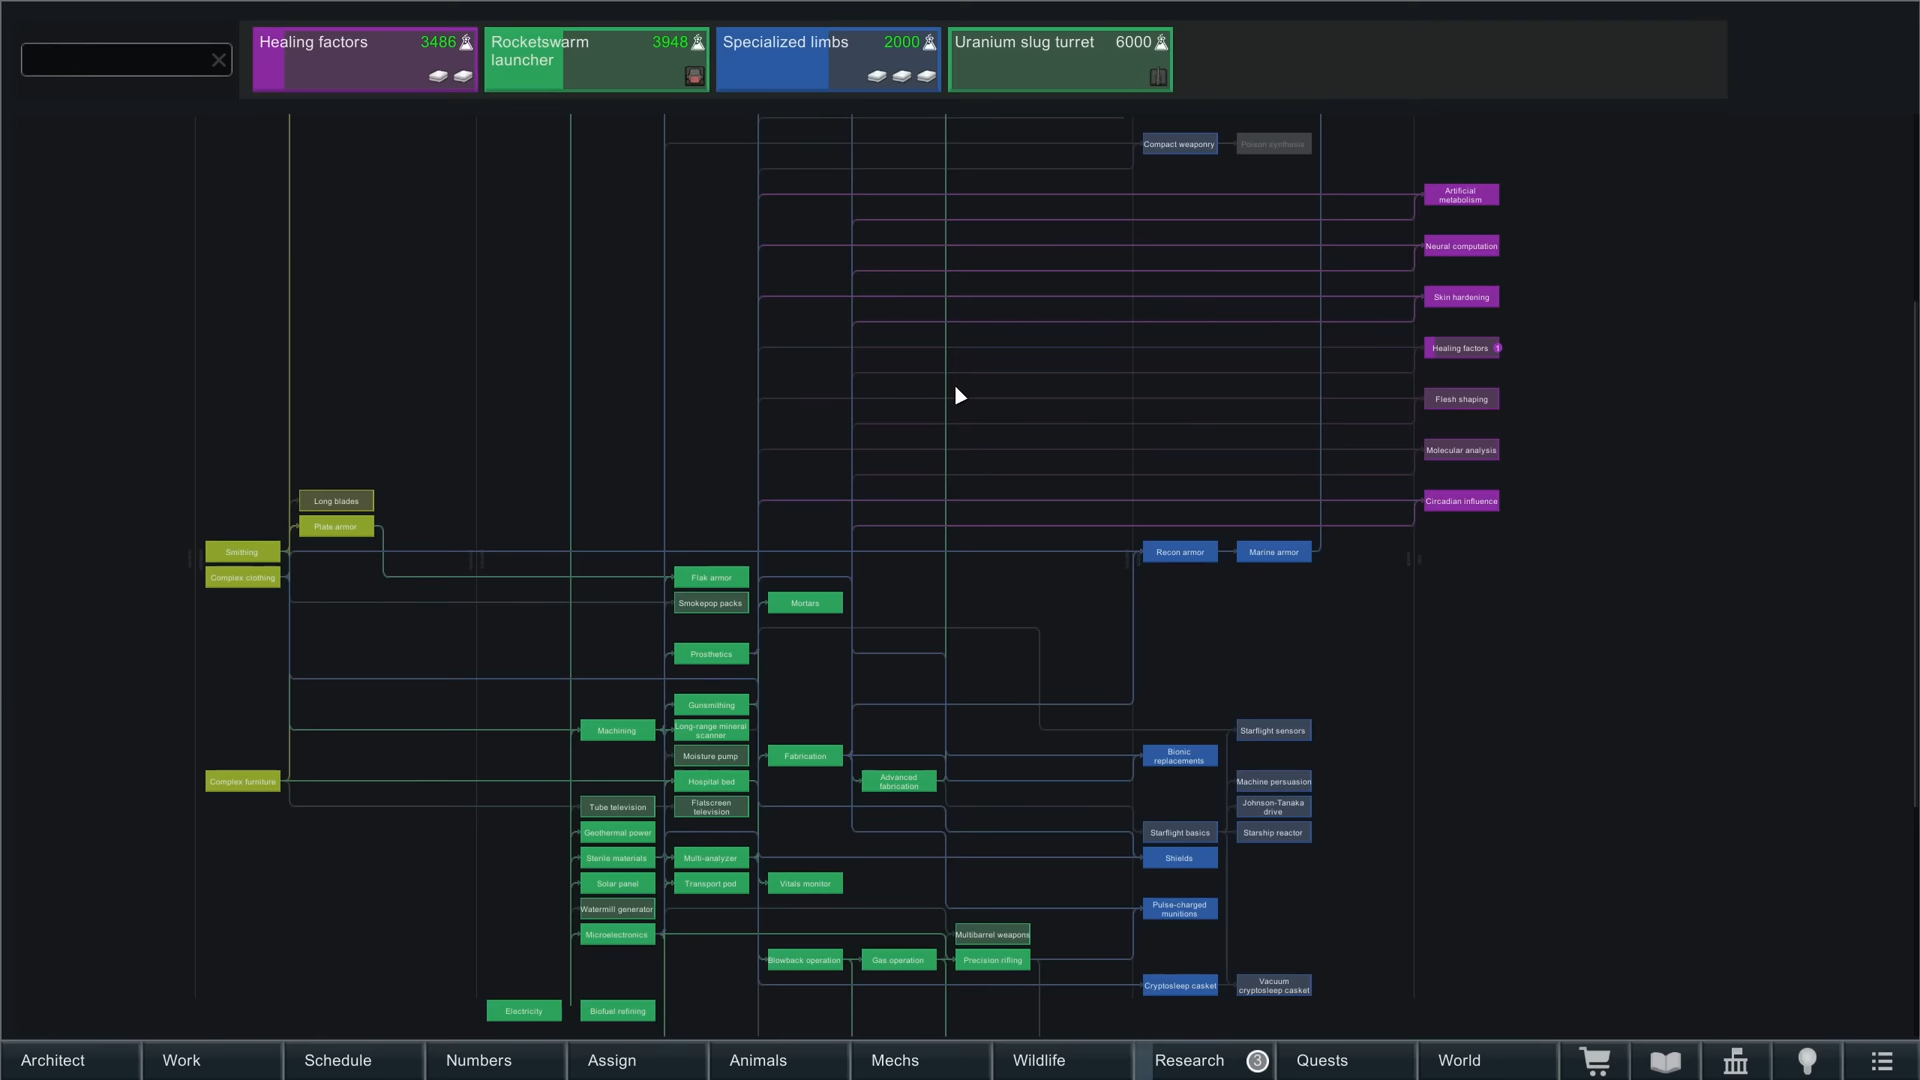 Healing factors 3486
Rocketswarm launcher 3948
Specialized limbs 2000
Uranium slug turret 6000
Compact weaponry
Poison synthesis
Artificial
metabolism
Neural computation
Skin hardening
Healing factors 1
Flesh shaping
Molecular analysis
Circadian influence
Long blades
Plate armor
Smithing
Recon armor
Marine armor
Complex clothing
Flak armor
Smokepop packs
Mortars
Prosthetics
Gunsmithing
Machining
Long-range mineral
scanner
Starflight sensors
Moisture pump
Fabrication
Bionic
replacements
Complex furniture
Hospital bed
Advanced
fabrication
Machine persuasion
Tube television
Flatscreen
television
Johnson-Tanaka
drive
Geothermal power
Starflight basics
Starship reactor
Sterile materials
Multi-analyzer
Shields
Solar panel
Transport pod
Vitals monitor
Watermill generator
Pulse-charged
munitions
Microelectronics
Multibarrel weapons
Blowback operation
Gas operation
Precision rifling
Cryptosleep casket
Vacuum
cryptosleep casket
Electricity
Biofuel refining
Architect
Work
Schedule
Numbers
Assign
Animals
Mechs
Wildlife
Research 3
Quests
World